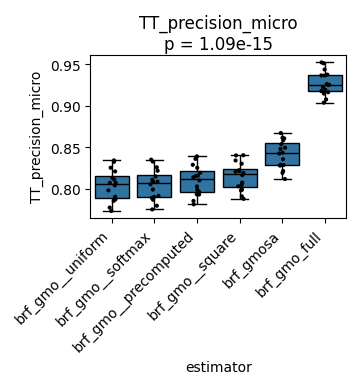 TT_precision_micro
p = 1.09e-15
TT_precision_micro
0.95
0.90
0.85
0.80
brf_gmo__uniform
brf_gmo__softmax
brf_gmo__precomputed
brf_gmo__square
brf_gmosa
brf_gmo_full
estimator